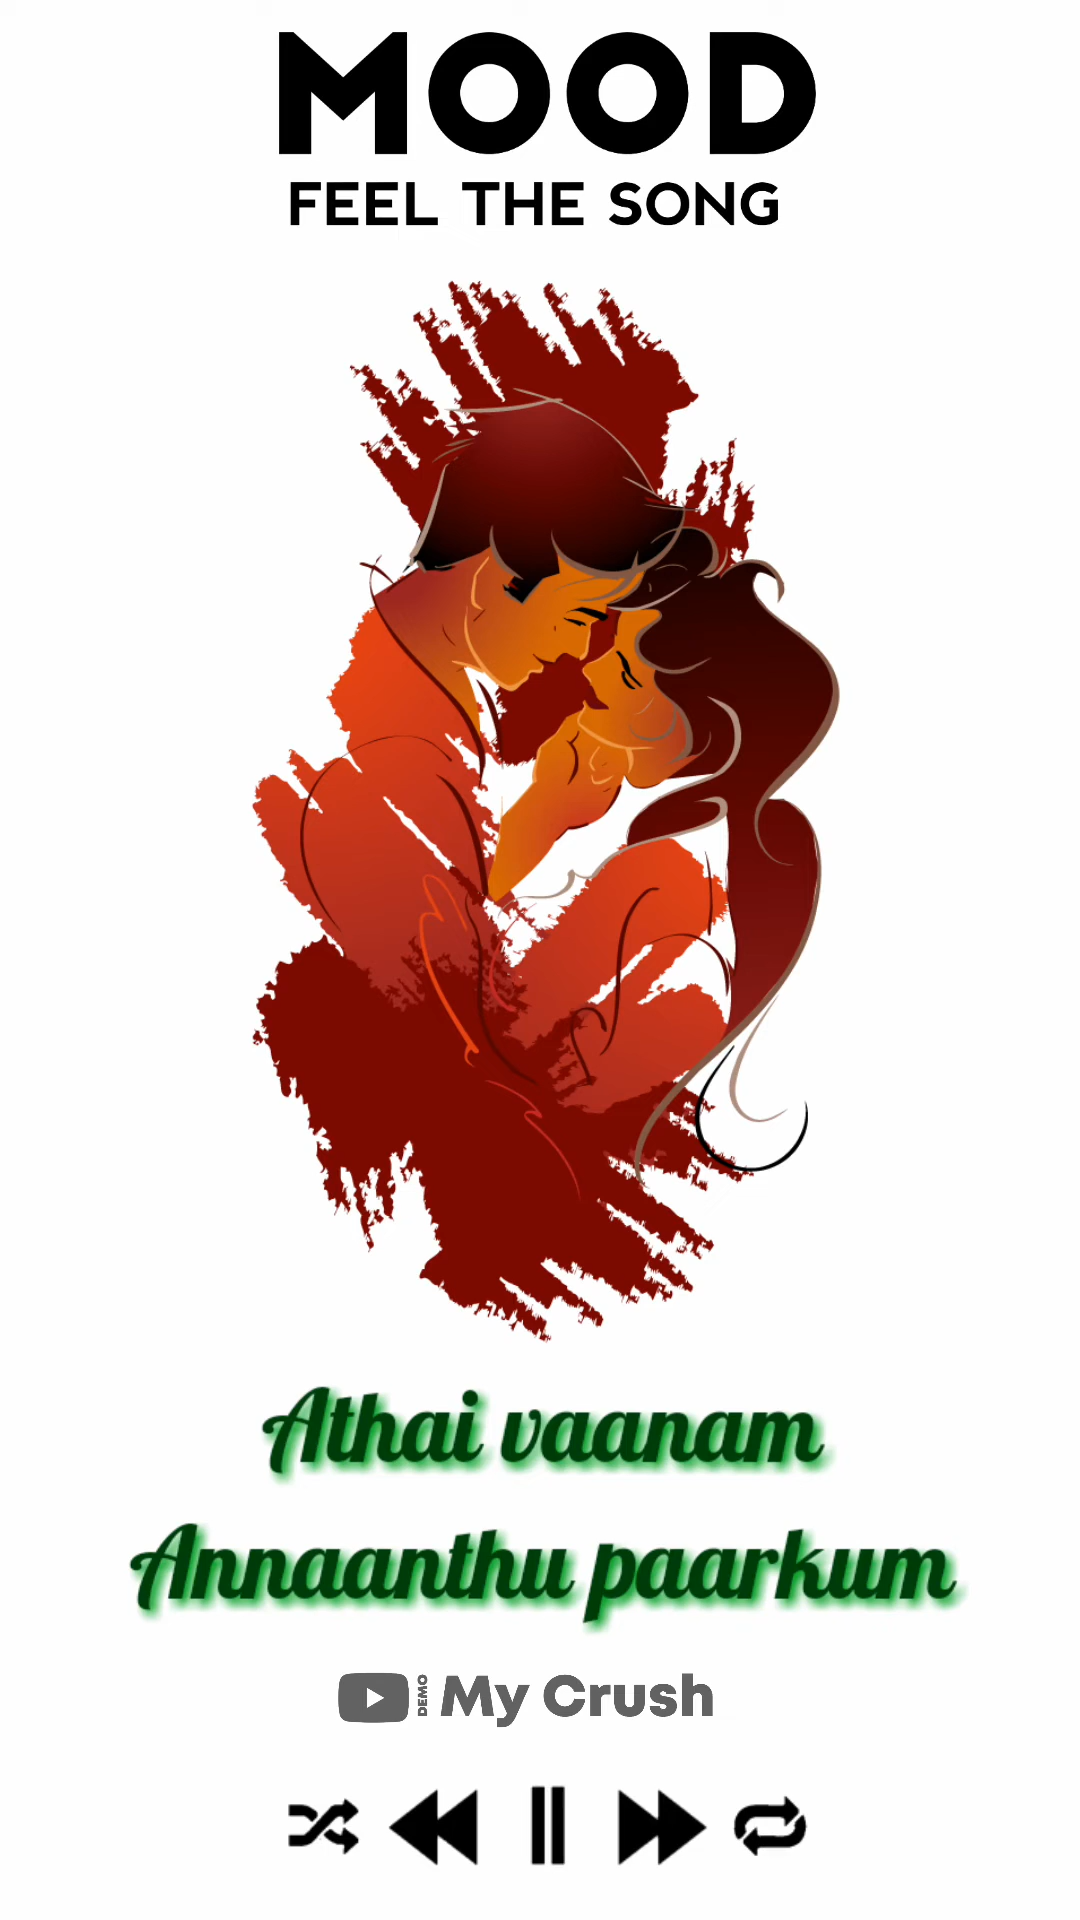 MOOD
FEEL THE SONG
Athai vaanam
Annaanthu paarkum
DEMO My Crush